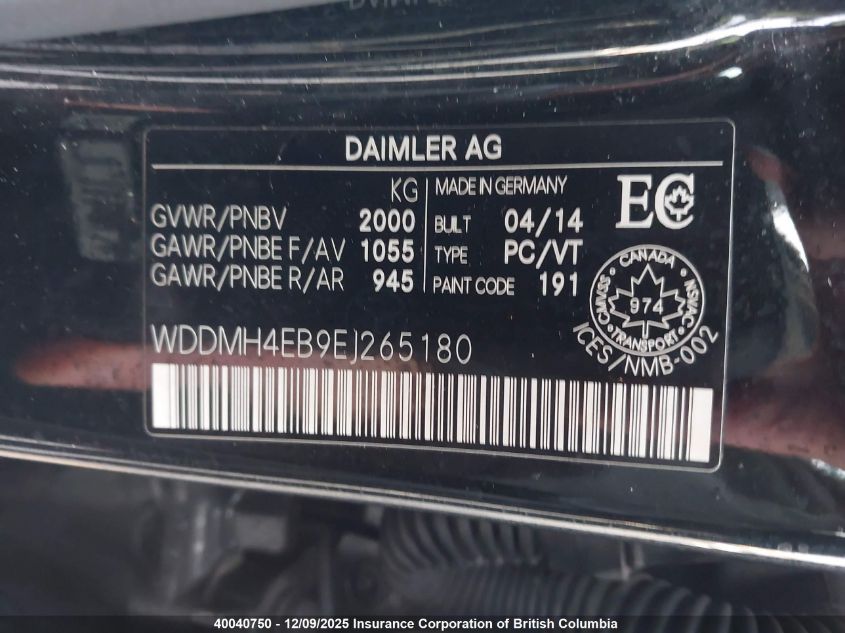 DAIMLER AG
KG
GVWR/PNBV 2000
GAWR/PNBE F/AV 1055
GAWR/PNBE R/AR 945
MADE IN GERMANY
BUILT 04/14
TYPE PC/VT
PAINT CODE 191
EC
CANADA
CMVSS 974 NSVAC
TRANSPORT
ICES/NMB-002
WDDMH4EB9EJ265180
40040750 - 12/09/2025 Insurance Corporation of British Columbia